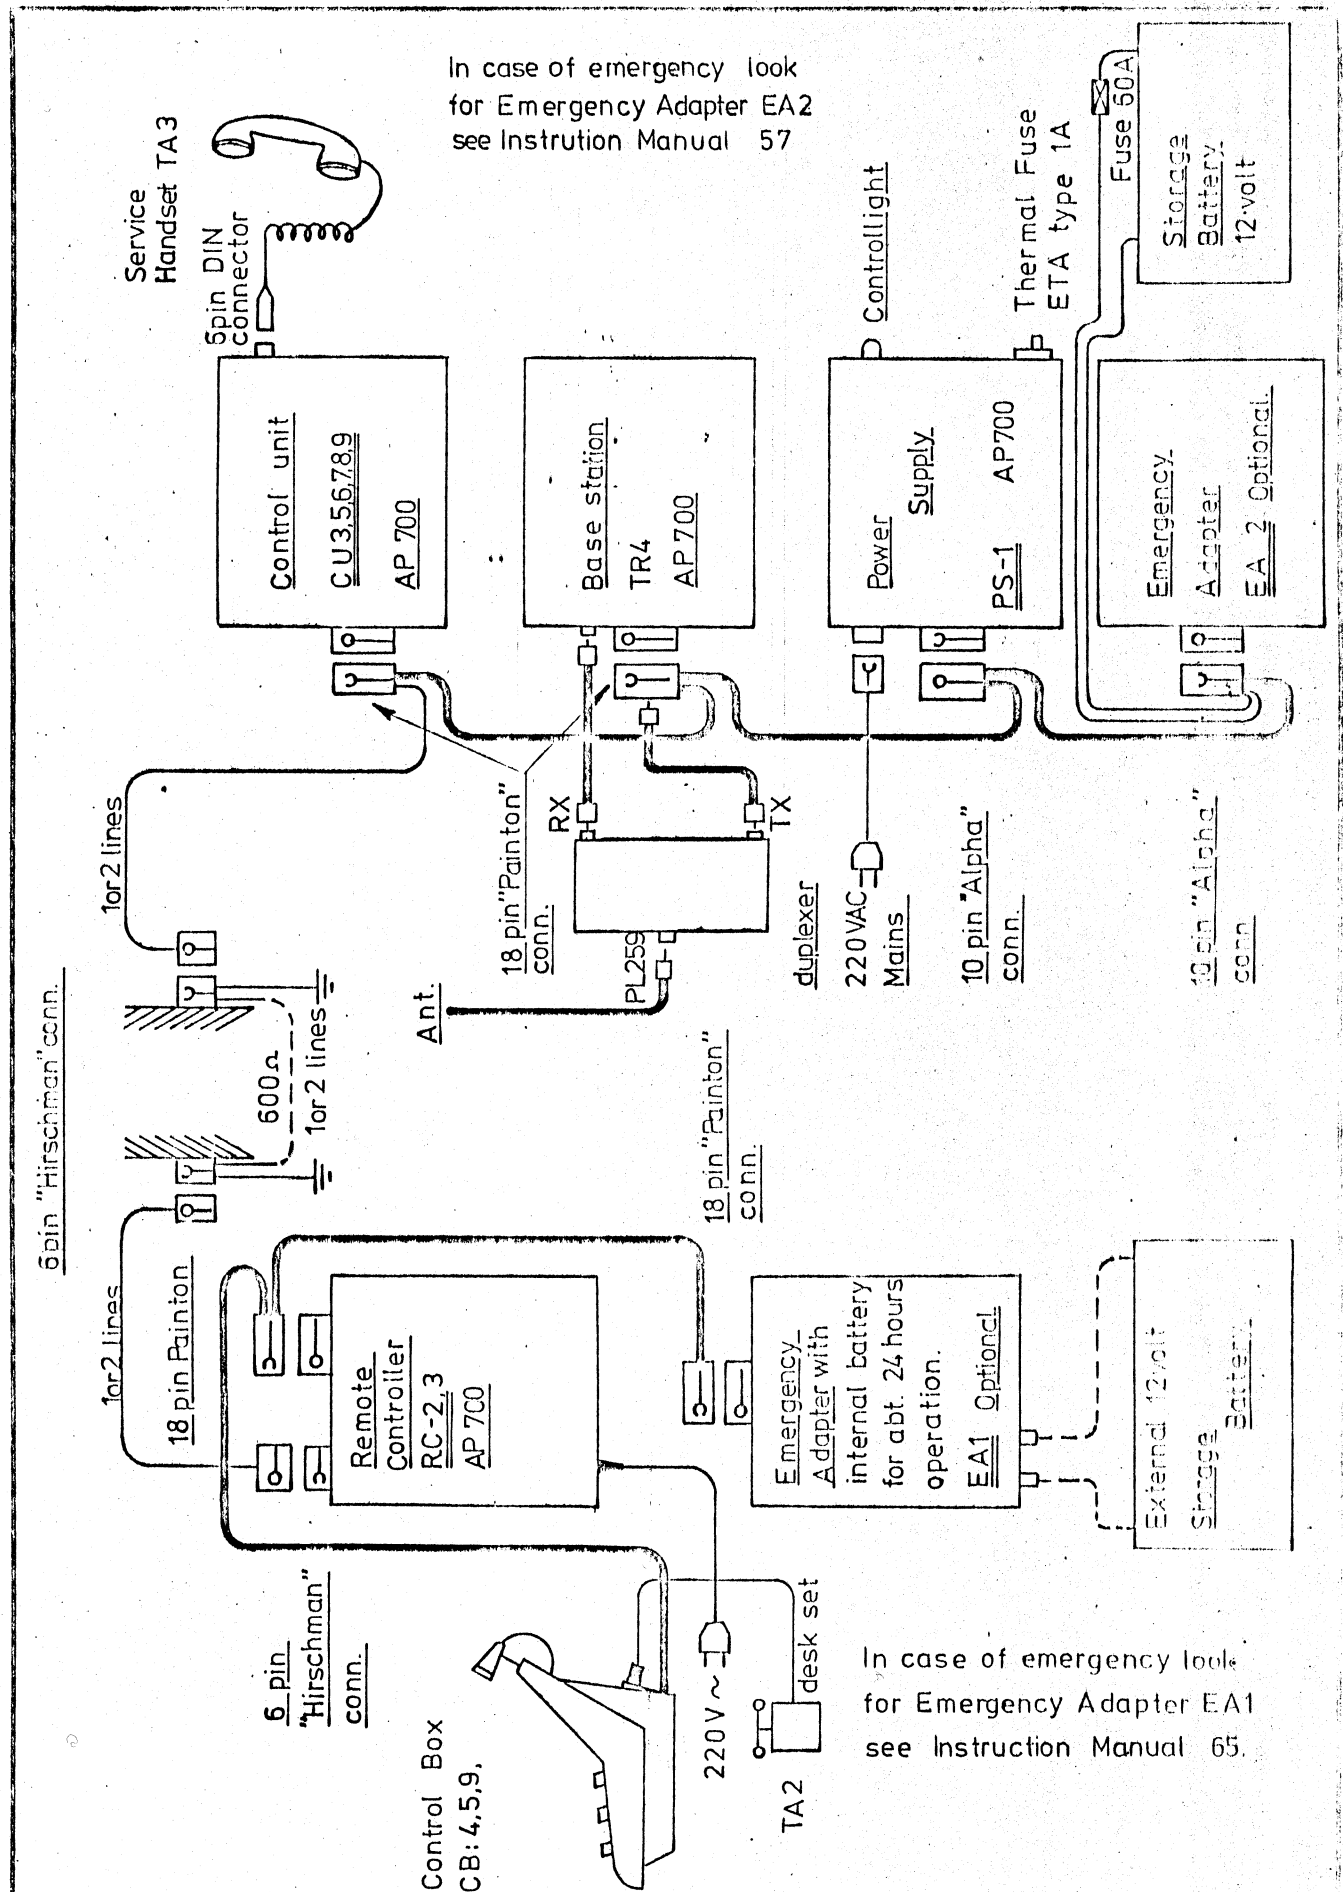 In case of emergency look
for Emergency Adapter EA2
see Instrution Manual 57
Service
Handset TA3
6pin DIN
connector
Control unit
CU3,5,6,7,8,9
AP 700
Base station
TR4
AP 700
Controllight
Thermal Fuse
ETA type 1A
Power
Supply
PS-1 AP700
Fuse 60A
Storage
Battery
12-volt
Emergency
Adapter
EA 2 Optional
1or2 lines
6pin "Hirschman" conn.
600Ω
1or2 lines
1or2 lines
18 pin "Painton"
conn.
RX
TX
duplexer
PL259
Ant.
220VAC
Mains
10 pin "Alpha"
conn.
10 pin "Alpha"
conn
18 pin "Painton"
conn.
18 pin Painton
Remote
Controller
RC-2,3
AP 700
Emergency
Adapter with
internal battery
for abt. 24 hours
operation.
EA1 Optional
External 12-volt
Storage
Battery
6 pin
"Hirschman"
conn.
Control Box
CB: 4,5,9,
220V ~
desk set
TA2
In case of emergency look
for Emergency Adapter EA1
see Instruction Manual 65.